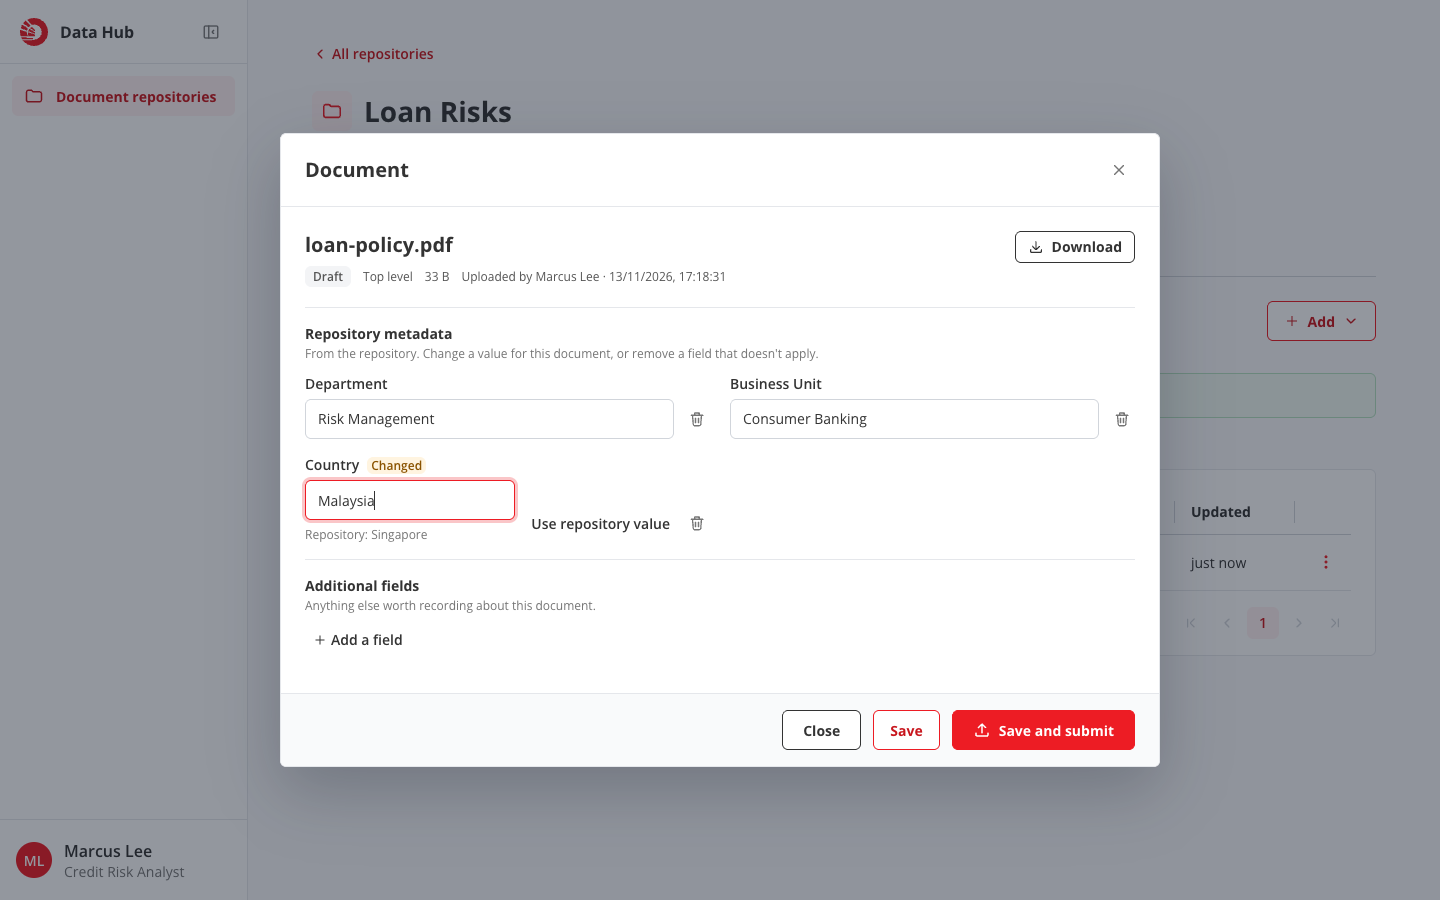 Data Hub
Document repositories
All repositories
Loan Risks
Document
loan-policy.pdf
Download
Draft Top level 33 B Uploaded by Marcus Lee · 13/11/2026, 17:18:31
Add
Repository metadata
From the repository. Change a value for this document, or remove a field that doesn't apply.
Department
Business Unit
Risk Management
Consumer Banking
Country Changed
Malaysia
Use repository value
Repository: Singapore
Updated
just now
Additional fields
Anything else worth recording about this document.
1
Add a field
Close
Save
Save and submit
ML
Marcus Lee
Credit Risk Analyst